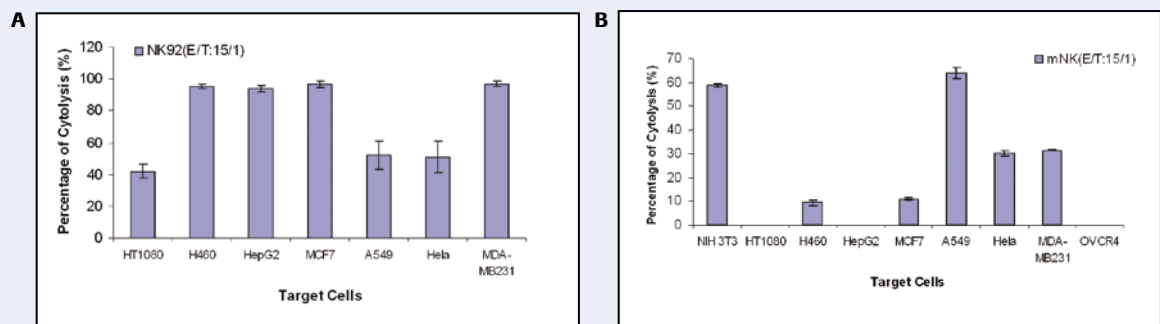 A
Percentage of Cytolysis (%)
120
100
80
60
40
20
0
NK92(E/T:15/1)
HT1080 H460 HepG2 MCF7 A549 Hela MDA-
MB231
Target Cells
B
Percentage of Cytolysis (%)
70
60
50
40
30
20
10
0
mNK(E/T:15/1)
NIH 3T3 HT1080 H460 HepG2 MCF7 A549 Hela MDA- OVCR4
MB231
Target Cells